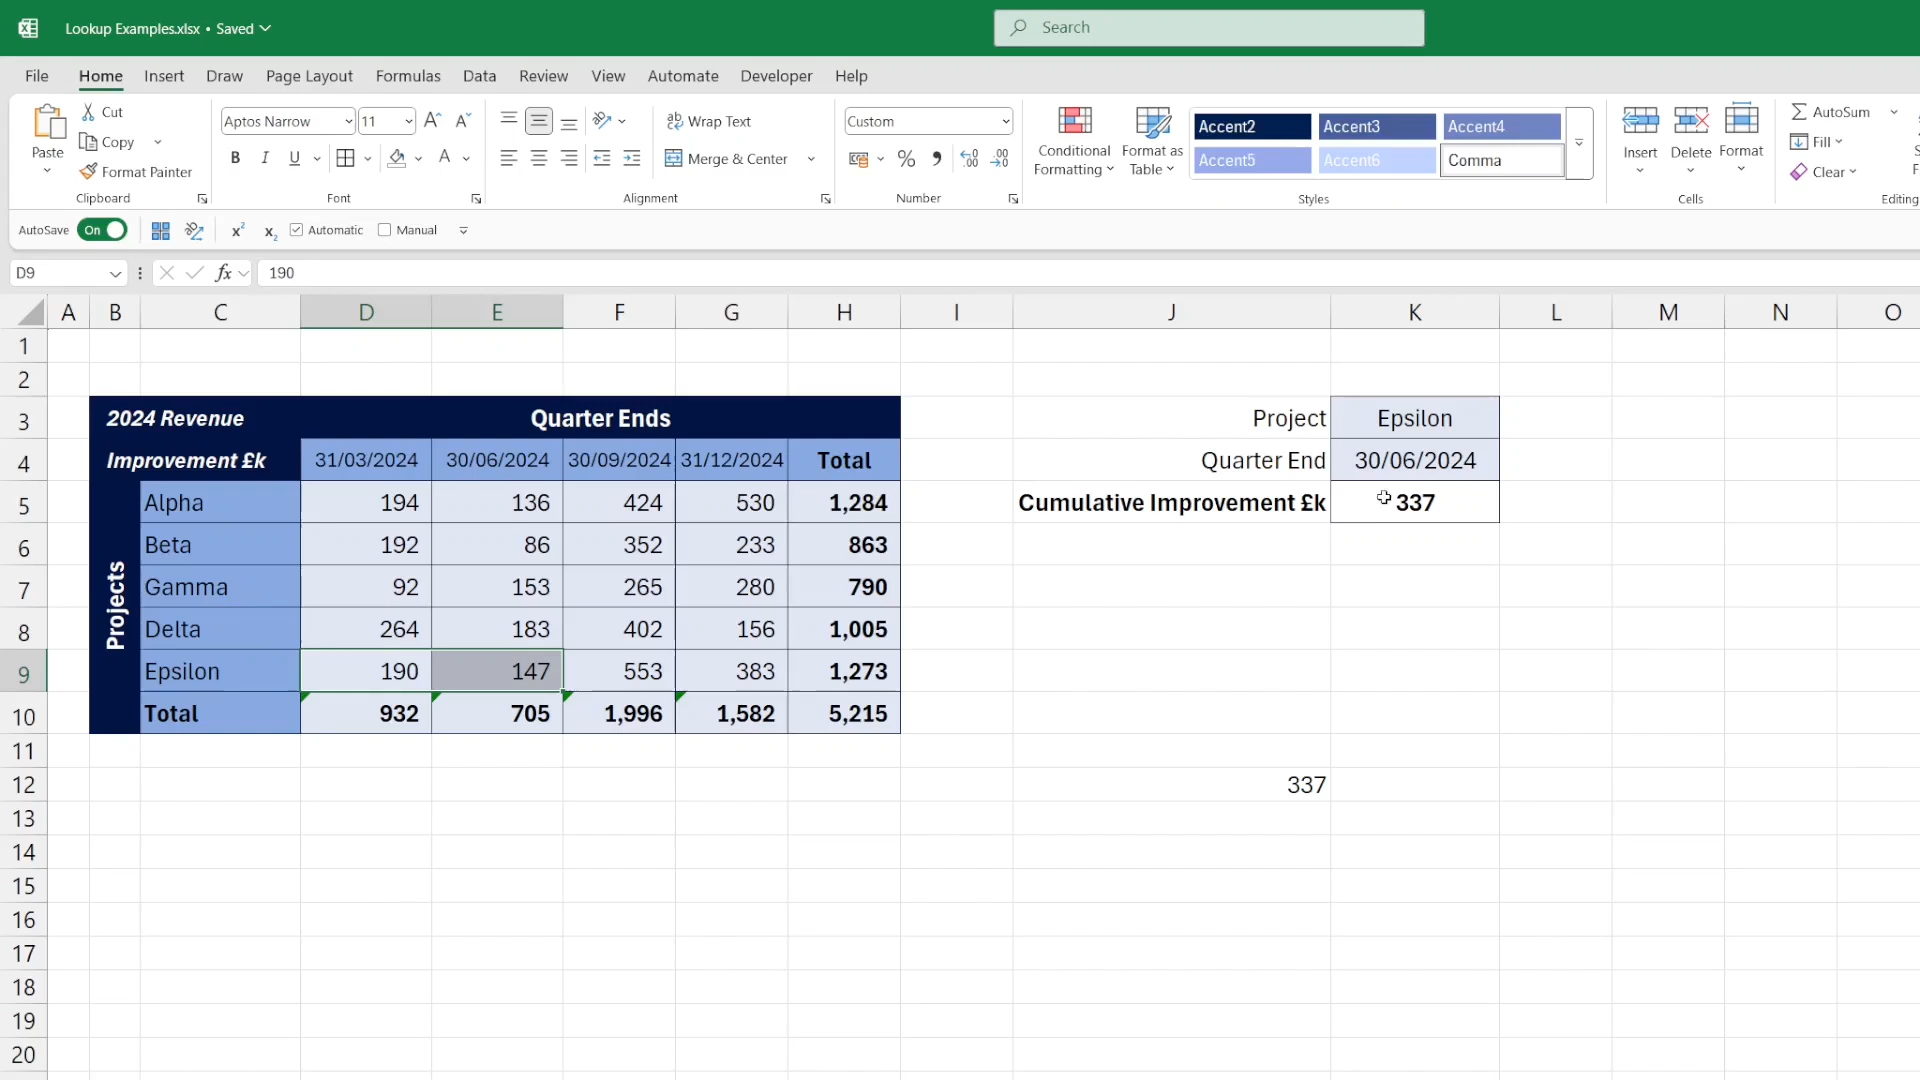 Lookup Examples.xlsx • Saved
Search
File Home Insert Draw Page Layout Formulas Data Review View Automate Developer Help
Paste
Cut
Copy
Format Painter
Clipboard
Aptos Narrow 11
B I U
Font
Wrap Text
Merge & Center
Alignment
Custom
Number
Conditional Formatting
Format as Table
Accent2 Accent3 Accent4
Accent5 Accent6 Comma
Styles
Insert Delete Format
Cells
AutoSum
Fill
Clear
Editing
AutoSave On Automatic Manual
D9 fx 190
A B C D E F G H I J K L M N O
1
2
3 2024 Revenue Quarter Ends Project Epsilon
4 Improvement £k 31/03/2024 30/06/2024 30/09/2024 31/12/2024 Total Quarter End 30/06/2024
5 Alpha 194 136 424 530 1,284 Cumulative Improvement £k 337
6 Beta 192 86 352 233 863
7 Gamma 92 153 265 280 790
Projects
8 Delta 264 183 402 156 1,005
9 Epsilon 190 147 553 383 1,273
10 Total 932 705 1,996 1,582 5,215
11
12 337
13
14
15
16
17
18
19
20